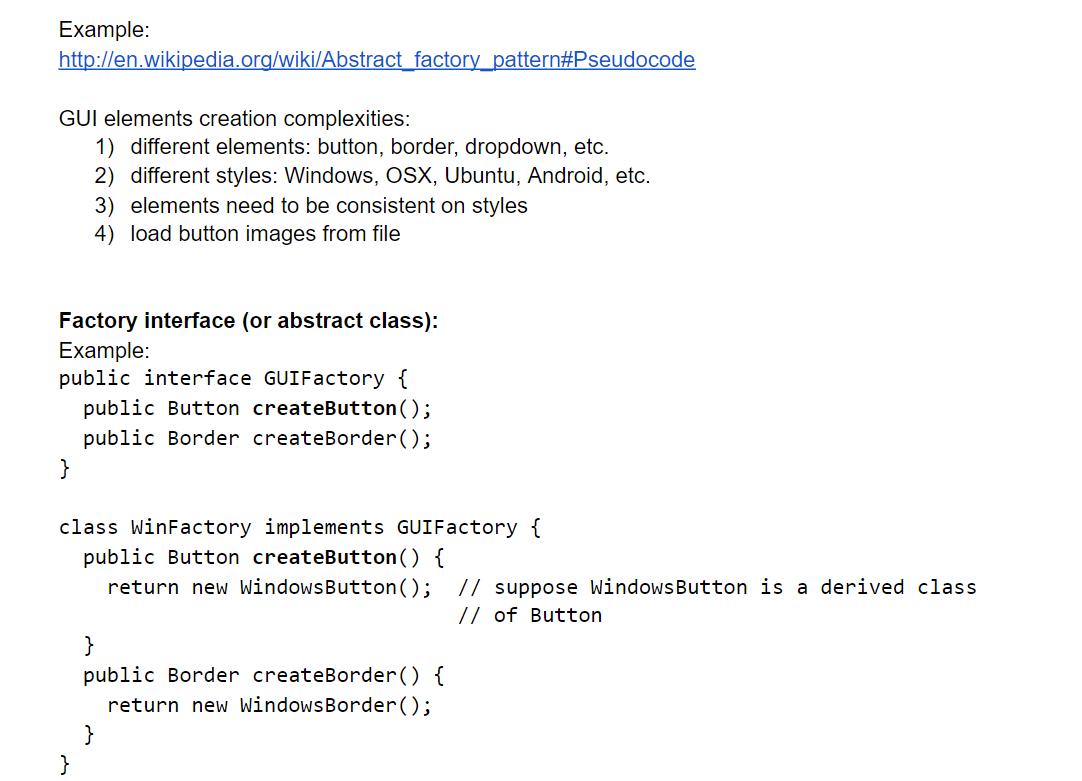 Example:
http://en.wikipedia.org/wiki/Abstract_factory_pattern#Pseudocode
GUI elements creation complexities:
1) different elements: button, border, dropdown, etc.
2) different styles: Windows, OSX, Ubuntu, Android, etc.
3) elements need to be consistent on styles
4) load button images from file
Factory interface (or abstract class):
Example:
public interface GUIFactory {
  public Button createButton();
  public Border createBorder();
}
class WinFactory implements GUIFactory {
  public Button createButton() {
    return new WindowsButton();  // suppose WindowsButton is a derived class
                                 // of Button
  }
  public Border createBorder() {
    return new WindowsBorder();
  }
}